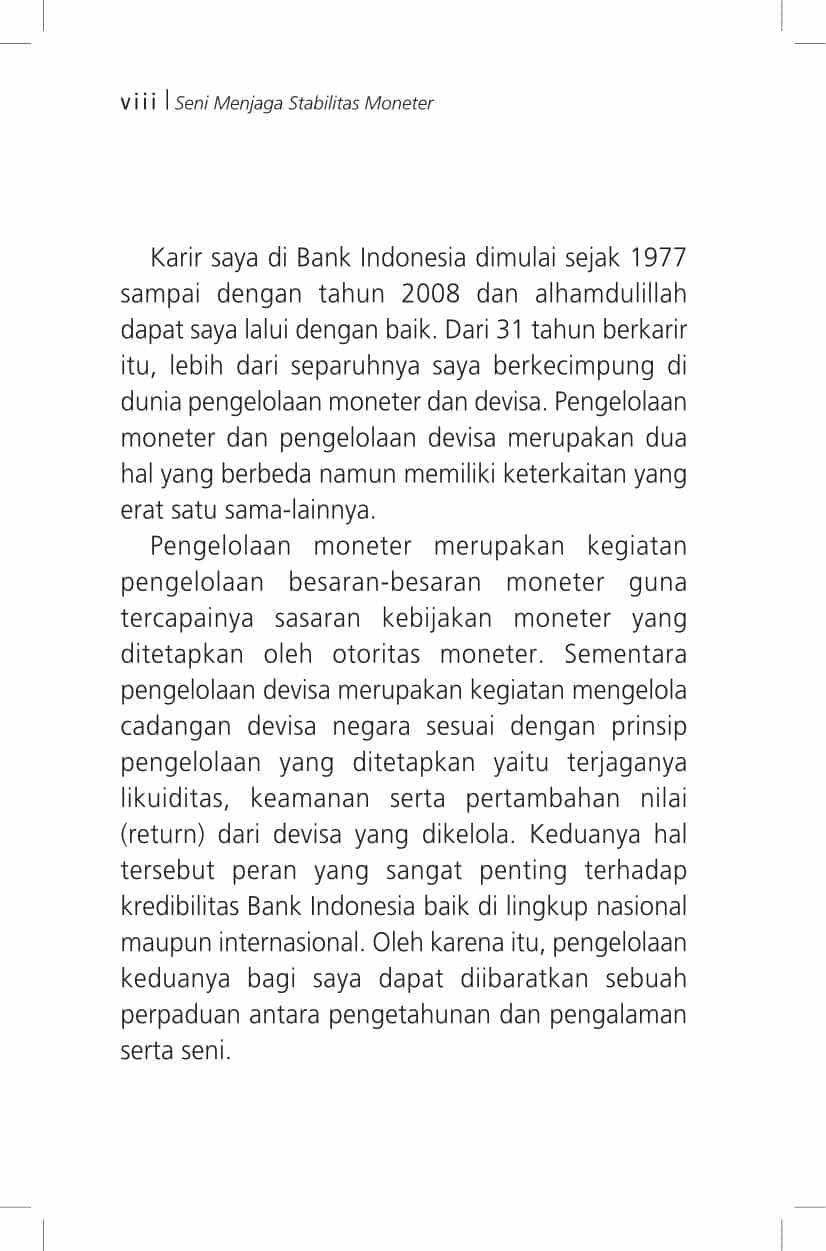 viii | Seni Menjaga Stabilitas Moneter
Karir saya di Bank Indonesia dimulai sejak 1977
sampai dengan tahun 2008 dan alhamdulillah
dapat saya lalui dengan baik. Dari 31 tahun berkarir
itu, lebih dari separuhnya saya berkecimpung di
dunia pengelolaan moneter dan devisa. Pengelolaan
moneter dan pengelolaan devisa merupakan dua
hal yang berbeda namun memiliki keterkaitan yang
erat satu sama-lainnya.
Pengelolaan moneter merupakan kegiatan
pengelolaan besaran-besaran moneter guna
tercapainya sasaran kebijakan moneter yang
ditetapkan oleh otoritas moneter. Sementara
pengelolaan devisa merupakan kegiatan mengelola
cadangan devisa negara sesuai dengan prinsip
pengelolaan yang ditetapkan yaitu terjaganya
likuiditas, keamanan serta pertambahan nilai
(return) dari devisa yang dikelola. Keduanya hal
tersebut peran yang sangat penting terhadap
kredibilitas Bank Indonesia baik di lingkup nasional
maupun internasional. Oleh karena itu, pengelolaan
keduanya bagi saya dapat diibaratkan sebuah
perpaduan antara pengetahunan dan pengalaman
serta seni.